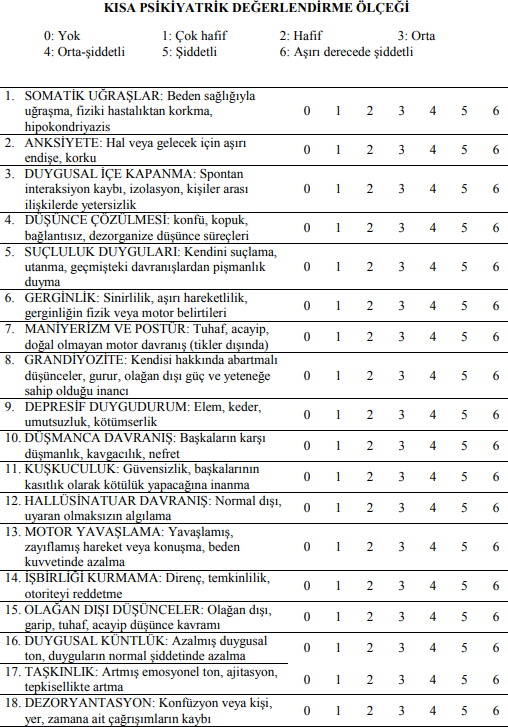 KISA PSİKİYATRİK DEĞERLENDİRME ÖLÇEĞİ
0: Yok 1: Çok hafif 2: Hafif 3: Orta
4: Orta-şiddetli 5: Şiddetli 6: Aşırı derecede şiddetli
1. SOMATİK UĞRAŞLAR: Beden sağlığıyla
uğraşma, fiziki hastalıktan korkma, 0 1 2 3 4 5 6
hipokondriyazis
2. ANKSİYETE: Hal veya gelecek için aşırı
endişe, korku 0 1 2 3 4 5 6
3. DUYGUSAL İÇE KAPANMA: Spontan
interaksiyon kaybı, izolasyon, kişiler arası 0 1 2 3 4 5 6
ilişkilerde yetersizlik
4. DÜŞÜNCE ÇÖZÜLMESİ: konfü, kopuk,
bağlantısız, dezorganize düşünce süreçleri 0 1 2 3 4 5 6
5. SUÇLULUK DUYGULARI: Kendini suçlama,
utanma, geçmişteki davranışlardan pişmanlık 0 1 2 3 4 5 6
duyma
6. GERGİNLİK: Sinirlilik, aşırı hareketlilik,
gerginliğin fizik veya motor belirtileri 0 1 2 3 4 5 6
7. MANİYERİZM VE POSTÜR: Tuhaf, acayip,
doğal olmayan motor davranış (tikler dışında) 0 1 2 3 4 5 6
8. GRANDİYOZİTE: Kendisi hakkında abartmalı
düşünceler, gurur, olağan dışı güç ve yeteneğe 0 1 2 3 4 5 6
sahip olduğu inancı
9. DEPRESİF DUYGUDURUM: Elem, keder,
umutsuzluk, kötümserlik 0 1 2 3 4 5 6
10. DÜŞMANCA DAVRANIŞ: Başkaların karşı
düşmanlık, kavgacılık, nefret 0 1 2 3 4 5 6
11. KUŞKUCULUK: Güvensizlik, başkalarının
kasıtlık olarak kötülük yapacağına inanma 0 1 2 3 4 5 6
12. HALLÜSİNATUAR DAVRANIŞ: Normal dışı,
uyaran olmaksızın algılama 0 1 2 3 4 5 6
13. MOTOR YAVAŞLAMA: Yavaşlamış,
zayıflamış hareket veya konuşma, beden 0 1 2 3 4 5 6
kuvvetinde azalma
14. İŞBİRLİĞİ KURMAMA: Direnç, temkinlilik,
otoriteyi reddetme 0 1 2 3 4 5 6
15. OLAĞAN DIŞI DÜŞÜNCELER: Olağan dışı,
garip, tuhaf, acayip düşünce kavramı 0 1 2 3 4 5 6
16. DUYGUSAL KÜNTLÜK: Azalmış duygusal
ton, duyguların normal şiddetinde azalma 0 1 2 3 4 5 6
17. TAŞKINLIK: Artmış emosyonel ton, ajitasyon,
tepkisellikte artma 0 1 2 3 4 5 6
18. DEZORYANTASYON: Konfüzyon veya kişi,
yer, zamana ait çağrışımların kaybı 0 1 2 3 4 5 6